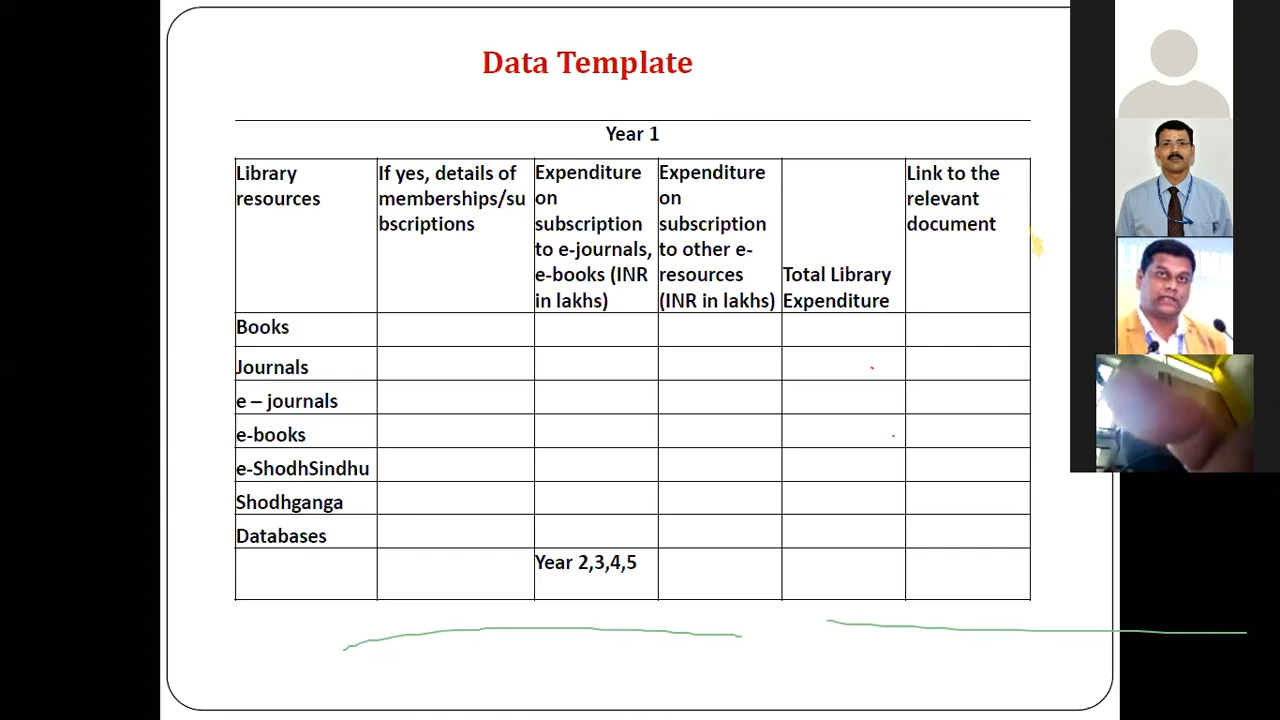 Data Template
Year 1
Library
resources
If yes, details of
memberships/su
bscriptions
Expenditure
on
subscription
to e-journals,
e-books (INR
in lakhs)
Expenditure
on
subscription
to other e-
resources
(INR in lakhs)
Total Library
Expenditure
Link to the
relevant
document
Books
Journals
e – journals
e-books
e-ShodhSindhu
Shodhganga
Databases
Year 2,3,4,5